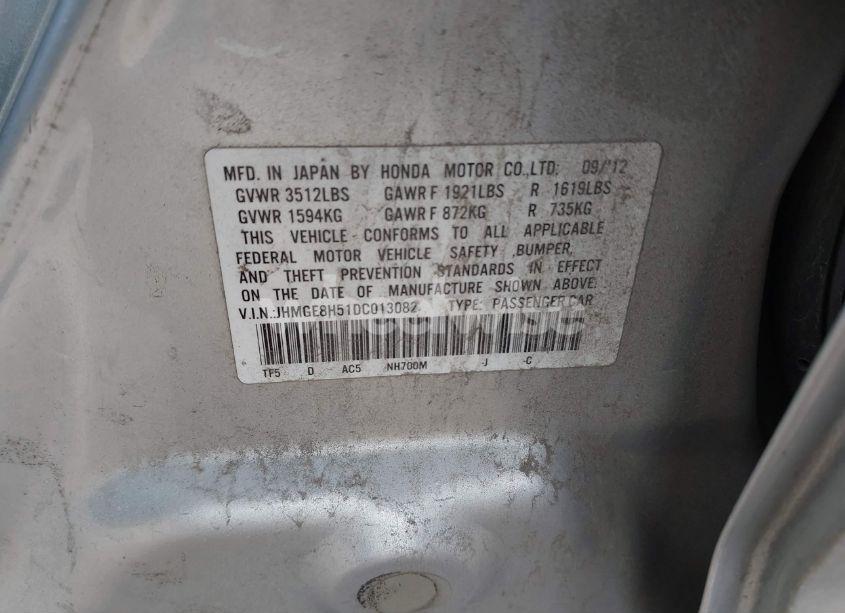 MFD. IN JAPAN BY HONDA MOTOR CO.,LTD: 09/'12
GVWR 3512LBS GAWR F 1921LBS R 1619LBS
GVWR 1594KG GAWR F 872KG R 735KG
THIS VEHICLE CONFORMS TO ALL APPLICABLE
FEDERAL MOTOR VEHICLE SAFETY ,BUMPER,
AND THEFT PREVENTION STANDARDS IN EFFECT
ON THE DATE OF MANUFACTURE SHOWN ABOVE.
V.I.N.:JHMGE8H51DC013082 TYPE: PASSENGER CAR
TF5 D AC5 NH700M -J -C